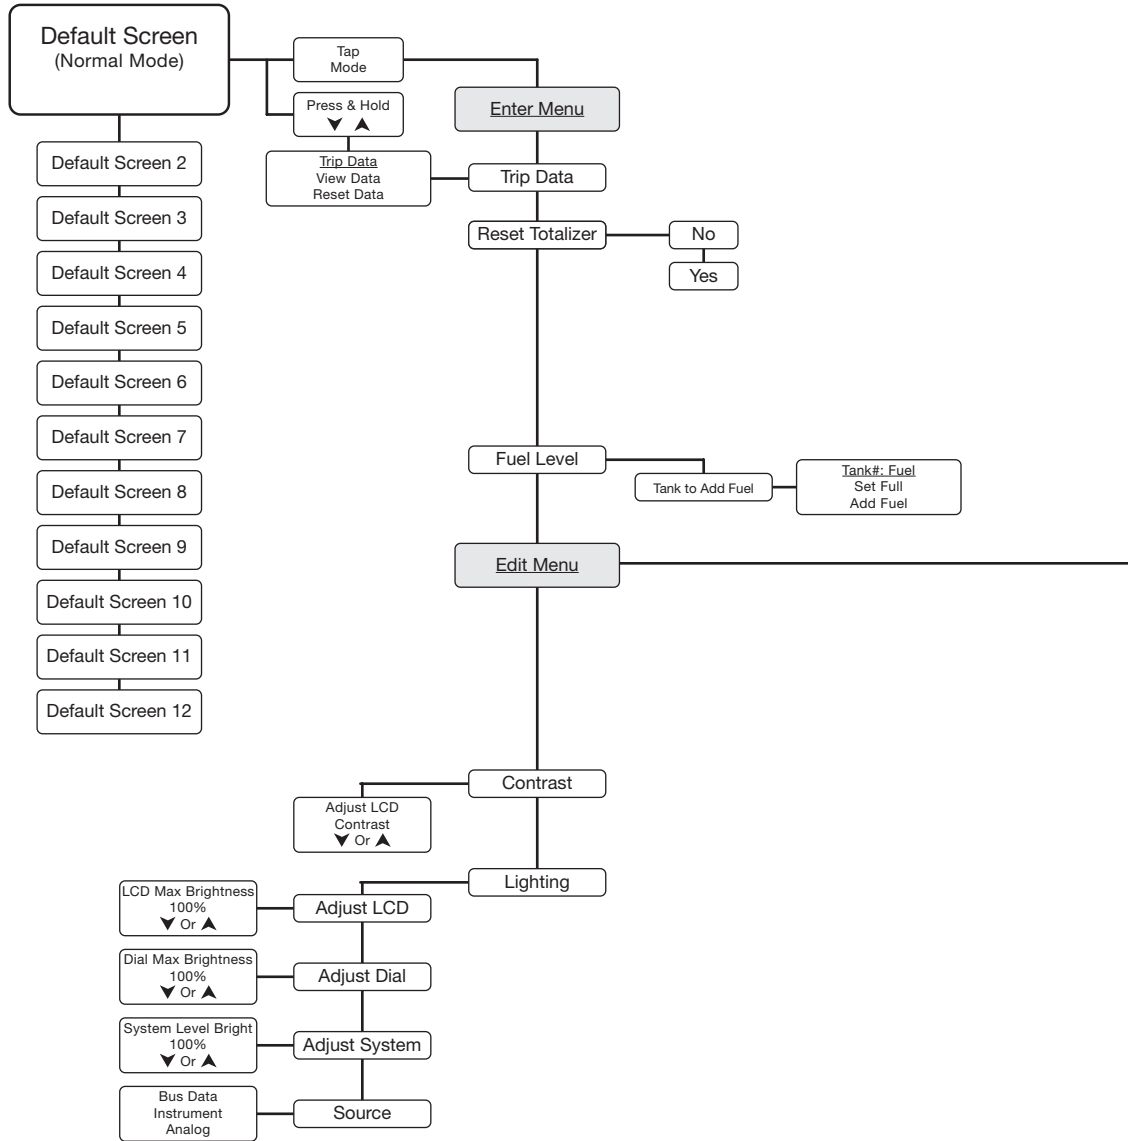 Default Screen
(Normal Mode)
Tap
Mode
Press & Hold
Enter Menu
Default Screen 2
Trip Data
View Data
Reset Data
Trip Data
Default Screen 3
Reset Totalizer
No
Default Screen 4
Yes
Default Screen 5
Default Screen 6
Default Screen 7
Fuel Level
Default Screen 8
Tank to Add Fuel
Tank#: Fuel
Set Full
Add Fuel
Default Screen 9
Edit Menu
Default Screen 10
Default Screen 11
Default Screen 12
Contrast
Adjust LCD
Contrast
Or
Lighting
LCD Max Brightness
100%
Or
Adjust LCD
Dial Max Brightness
100%
Or
Adjust Dial
System Level Bright
100%
Or
Adjust System
Bus Data
Instrument
Analog
Source